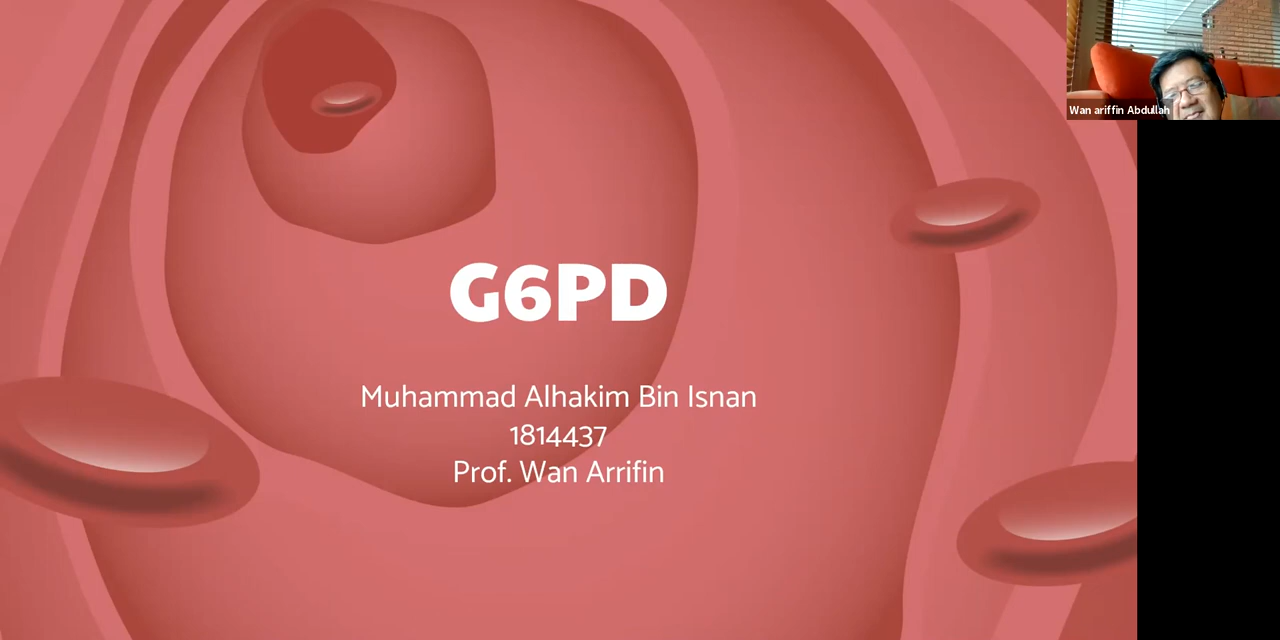 Wan ariffin Abdullah
G6PD
Muhammad Alhakim Bin Isnan
1814437
Prof. Wan Arrifin